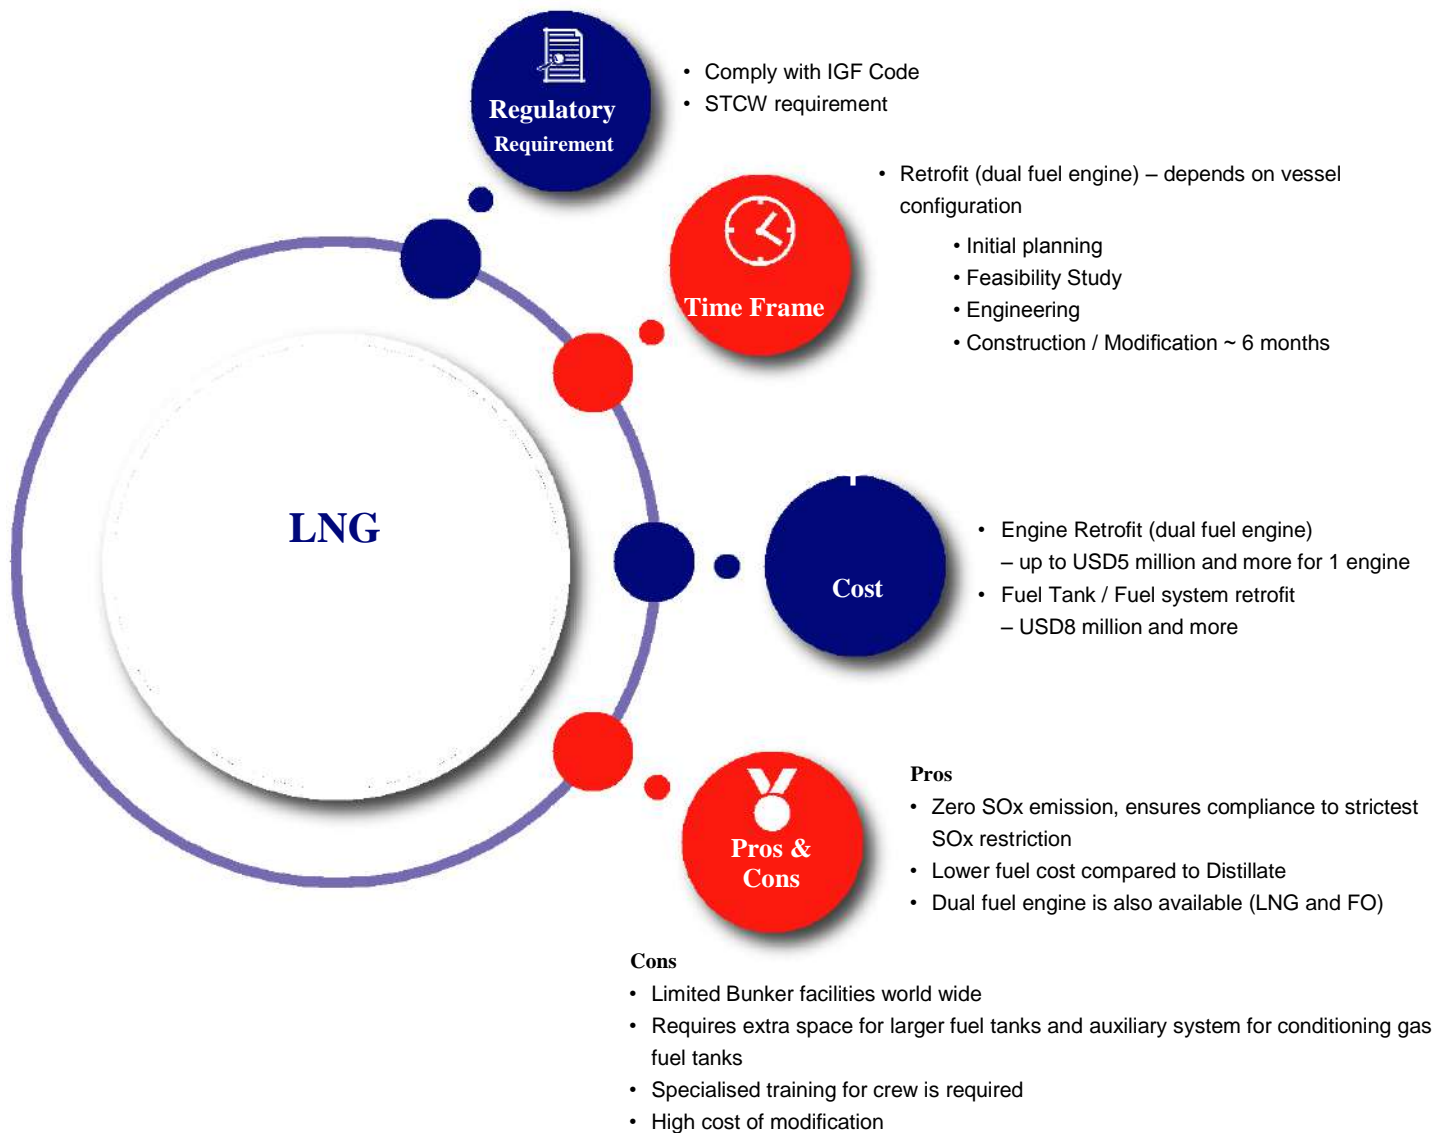 Regulatory
Requirement
• Comply with IGF Code
• STCW requirement
Time Frame
• Retrofit (dual fuel engine) – depends on vessel
configuration
• Initial planning
• Feasibility Study
• Engineering
• Construction / Modification ~ 6 months
LNG
Cost
• Engine Retrofit (dual fuel engine)
– up to USD5 million and more for 1 engine
• Fuel Tank / Fuel system retrofit
– USD8 million and more
Pros &
Cons
Pros
• Zero SOx emission, ensures compliance to strictest
SOx restriction
• Lower fuel cost compared to Distillate
• Dual fuel engine is also available (LNG and FO)
Cons
• Limited Bunker facilities world wide
• Requires extra space for larger fuel tanks and auxiliary system for conditioning gas
fuel tanks
• Specialised training for crew is required
• High cost of modification